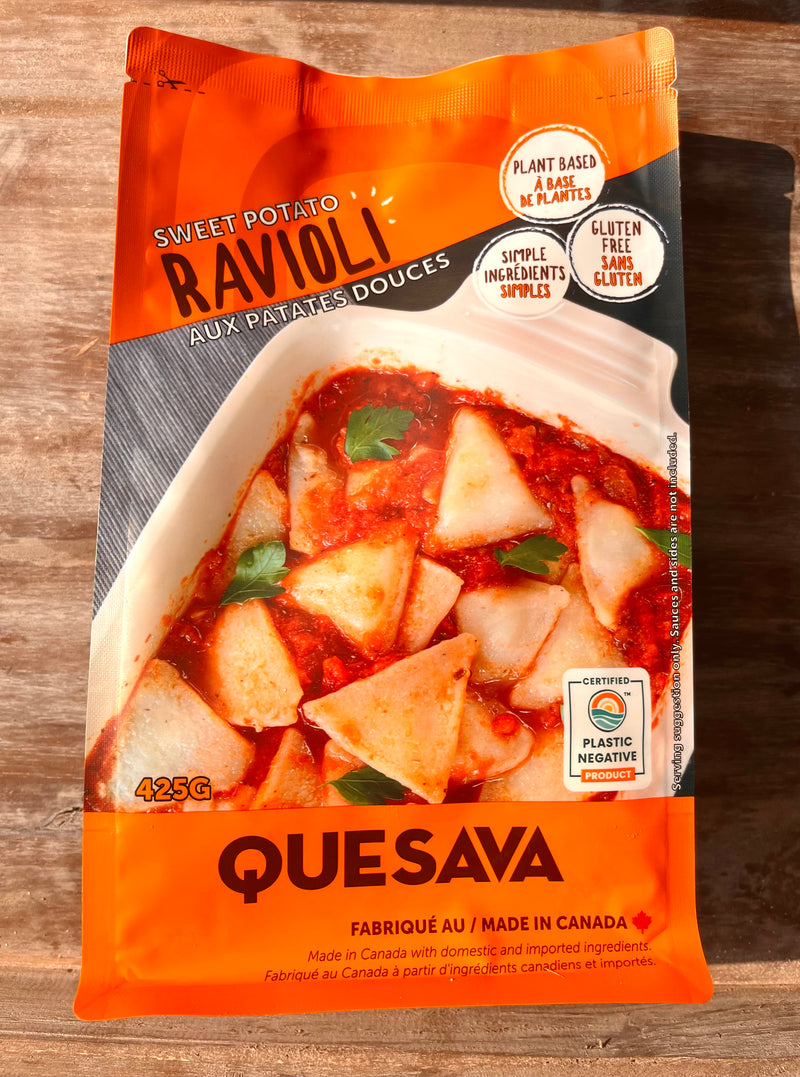 PLANT BASED
À BASE
DE PLANTES
GLUTEN
FREE
SANS
GLUTEN
SIMPLE
INGRÉDIENTS
SIMPLES
SWEET POTATO
RAVIOLI
AUX PATATES DOUCES
Serving suggestion only. Sauces and sides are not included.
CERTIFIED
PLASTIC
NEGATIVE
PRODUCT
TM
425G
QUESAVA
FABRIQUÉ AU / MADE IN CANADA
Made in Canada with domestic and imported ingredients.
Fabriqué au Canada à partir d'ingrédients canadiens et importés.